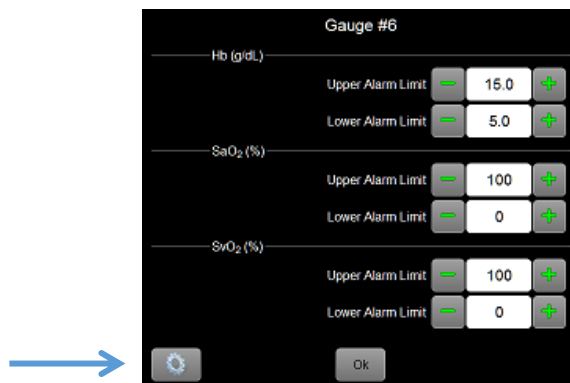 Gauge #6
Hb (g/dL)
Upper Alarm Limit 15.0
Lower Alarm Limit 5.0
SaO₂ (%)
Upper Alarm Limit 100
Lower Alarm Limit 0
SvO₂ (%)
Upper Alarm Limit 100
Lower Alarm Limit 0
Ok